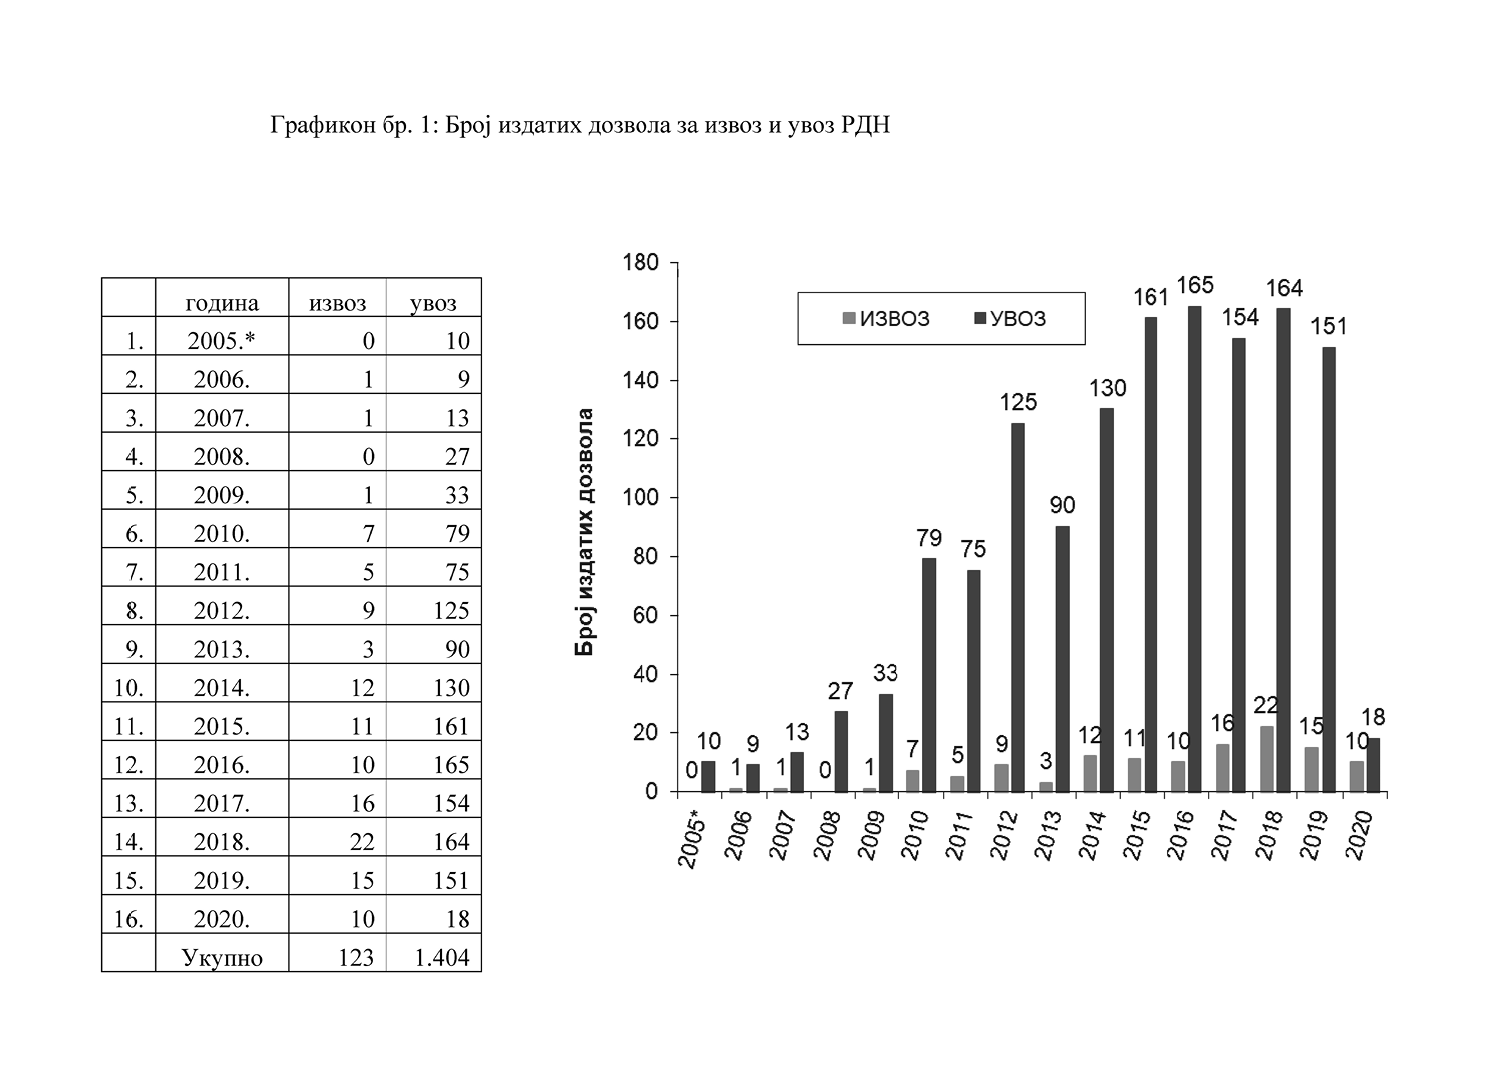 Графикон бр. 1: Број издатих дозвола за извоз и увоз РДН
година извоз увоз
1. 2005.* 0 10
2. 2006. 1 9
3. 2007. 1 13
4. 2008. 0 27
5. 2009. 1 33
6. 2010. 7 79
7. 2011. 5 75
8. 2012. 9 125
9. 2013. 3 90
10. 2014. 12 130
11. 2015. 11 161
12. 2016. 10 165
13. 2017. 16 154
14. 2018. 22 164
15. 2019. 15 151
16. 2020. 10 18
Укупно 123 1.404
Број издатих дозвола
180
160
140
120
100
80
60
40
20
0
ИЗВОЗ УВОЗ
0 10
1 9
1 13
0 27
1 33
7 79
5 75
9 125
3 90
12 130
11 161
10 165
16 154
22 164
15 151
10 18
2005* 2006 2007 2008 2009 2010 2011 2012 2013 2014 2015 2016 2017 2018 2019 2020